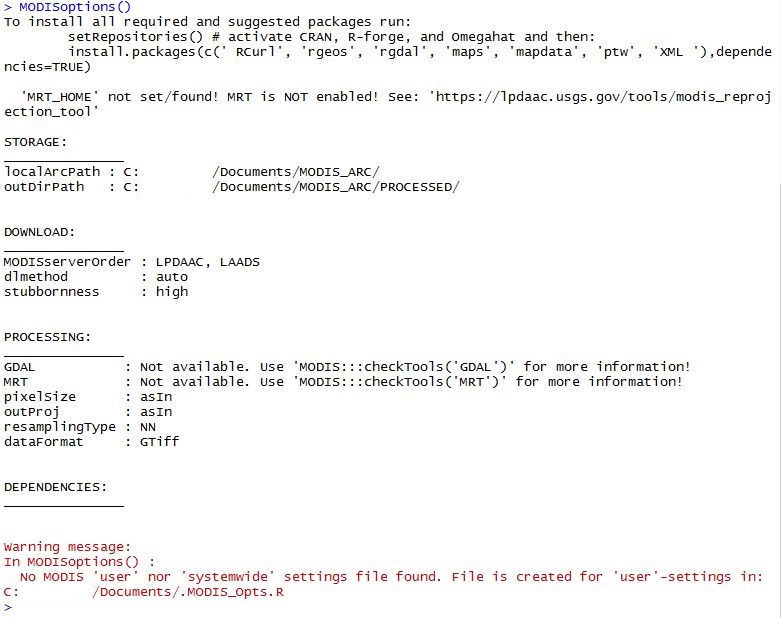 > MODISoptions()
To install all required and suggested packages run:
        setRepositories() # activate CRAN, R-forge, and Omegahat and then:
        install.packages(c(' RCurl', 'rgeos', 'rgdal', 'maps', 'mapdata', 'ptw', 'XML '),depende
ncies=TRUE)
  'MRT_HOME' not set/found! MRT is NOT enabled! See: 'https://lpdaac.usgs.gov/tools/modis_reproj
ection_tool'
STORAGE:
_______________
localArcPath : C:         /Documents/MODIS_ARC/
outDirPath   : C:         /Documents/MODIS_ARC/PROCESSED/
DOWNLOAD:
_______________
MODISserverOrder : LPDAAC, LAADS
dlmethod         : auto
stubbornness     : high
PROCESSING:
_______________
GDAL           : Not available. Use 'MODIS:::checkTools('GDAL')' for more information!
MRT            : Not available. Use 'MODIS:::checkTools('MRT')' for more information!
pixelSize      : asIn
outProj        : asIn
resamplingType : NN
dataFormat     : GTiff
DEPENDENCIES:
_______________
Warning message:
In MODISoptions() :
  No MODIS 'user' nor 'systemwide' settings file found. File is created for 'user'-settings in:
C:         /Documents/.MODIS_Opts.R
>